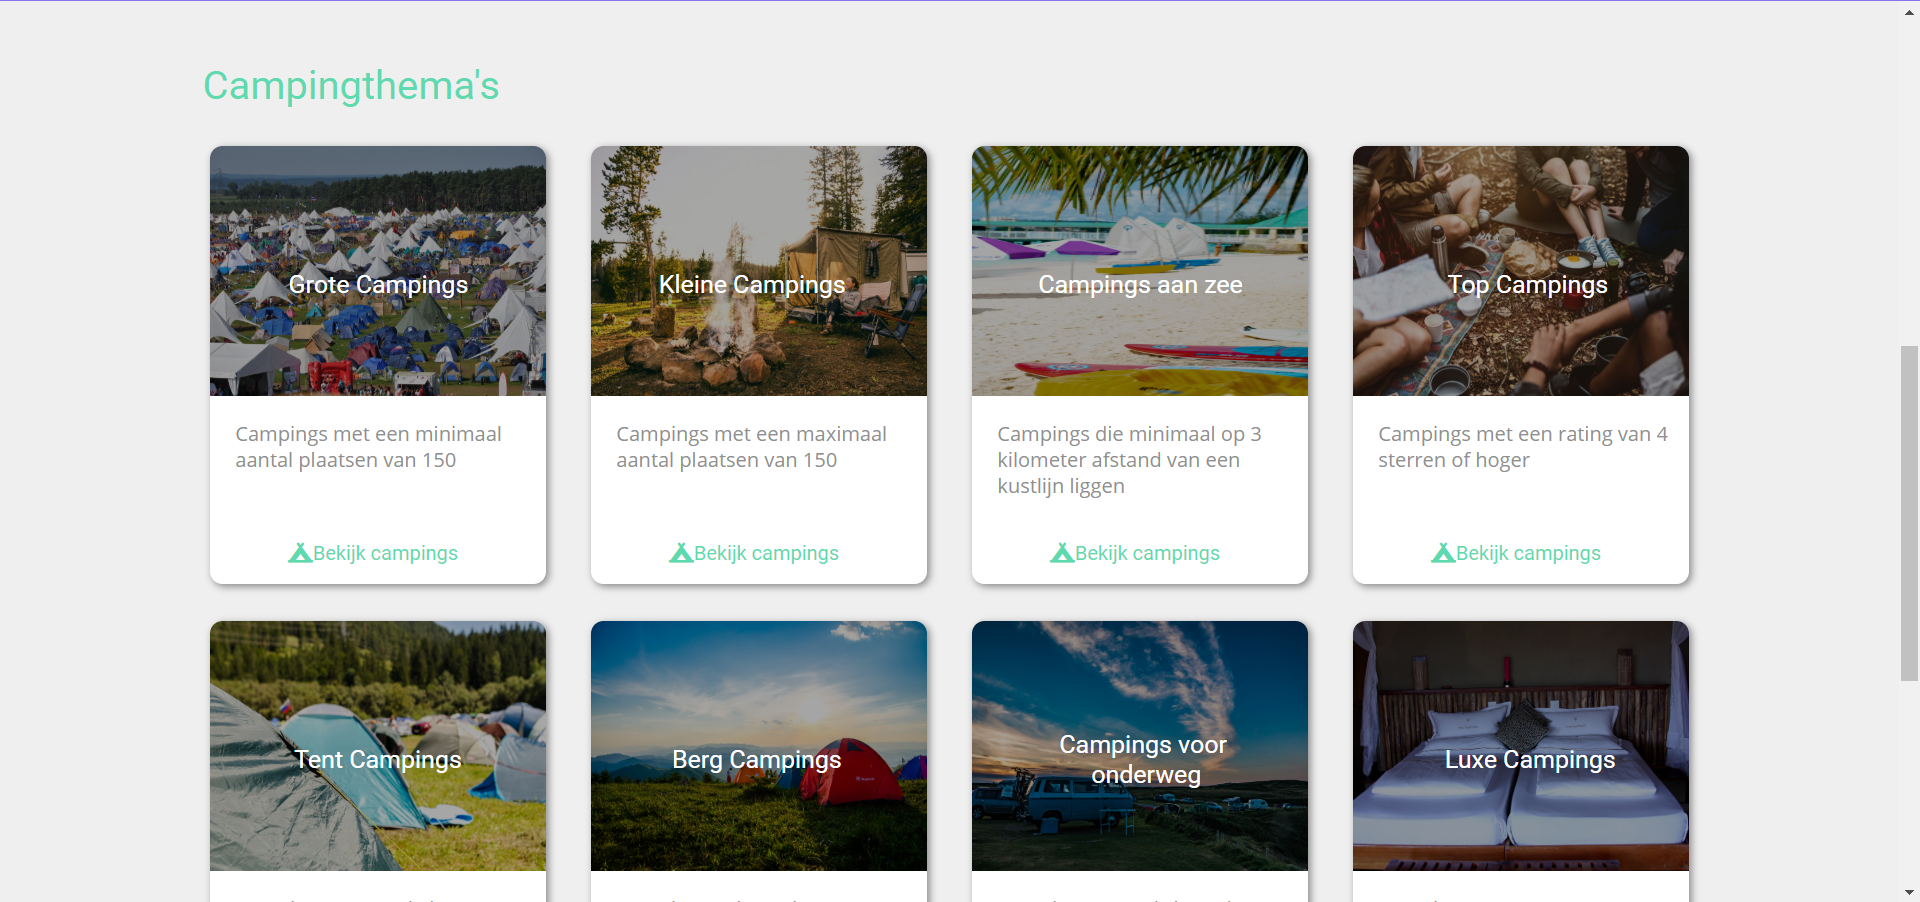 Campingthema's
Grote Campings
Kleine Campings
Campings aan zee
Top Campings
Campings met een minimaal
aantal plaatsen van 150
Campings met een maximaal
aantal plaatsen van 150
Campings die minimaal op 3
kilometer afstand van een
kustlijn liggen
Campings met een rating van 4
sterren of hoger
Bekijk campings
Bekijk campings
Bekijk campings
Bekijk campings
Tent Campings
Berg Campings
Campings voor
onderweg
Luxe Campings